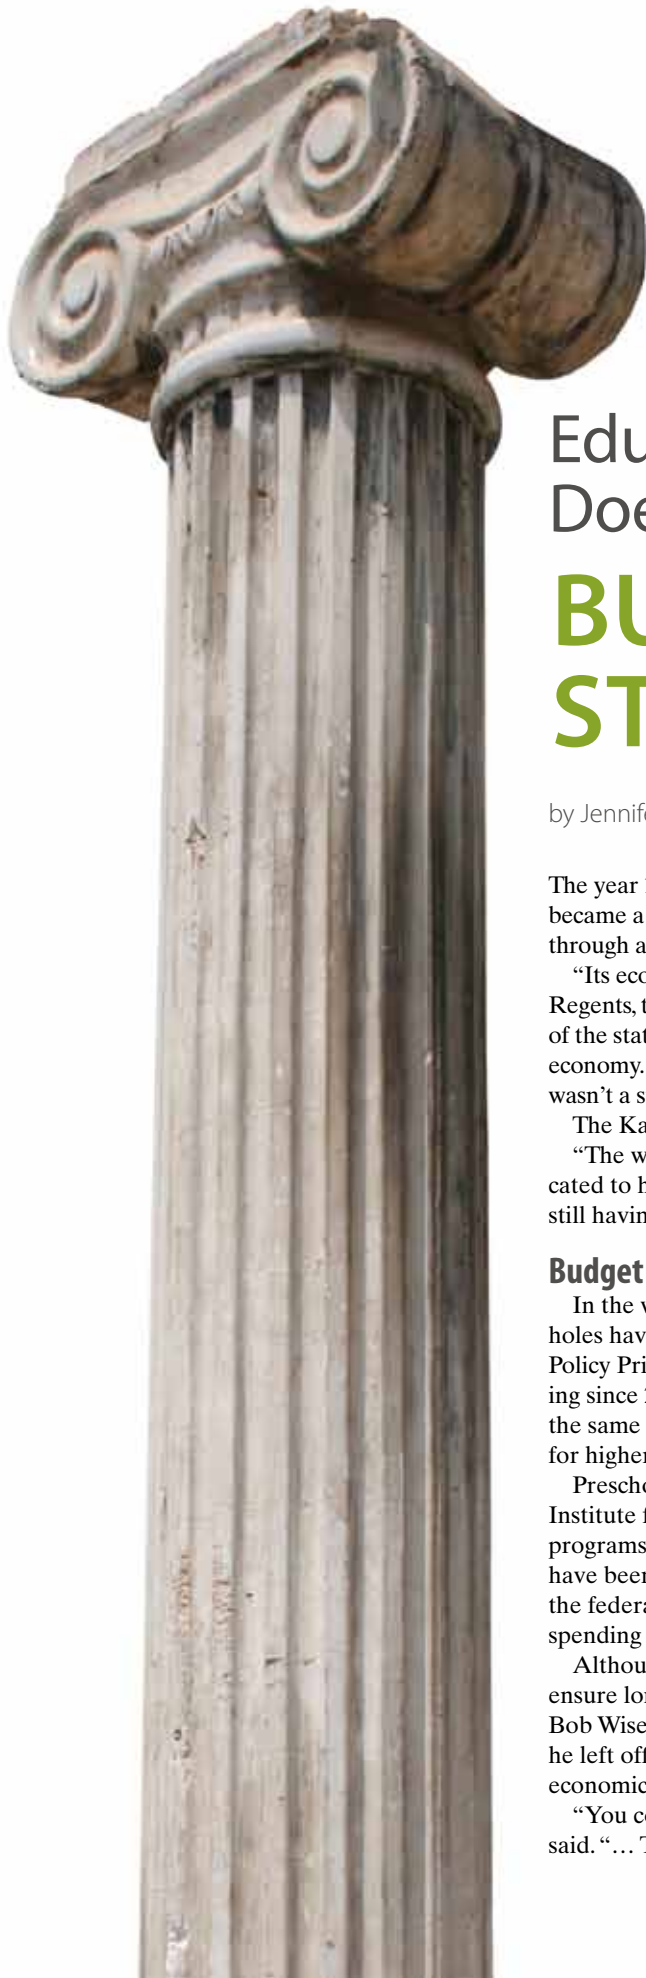 Edu
Doe
BU
ST
by Jennife
The year
became a
through a
“Its eco
Regents, t
of the stat
economy.
wasn’t a s
The Ka
“The w
cated to h
still havin
Budget
In the w
holes hav
Policy Pri
ing since
the same
for higher
Prescho
Institute f
programs
have been
the federa
spending
Althou
ensure lon
Bob Wise
he left off
economic
“You co
said. “… T